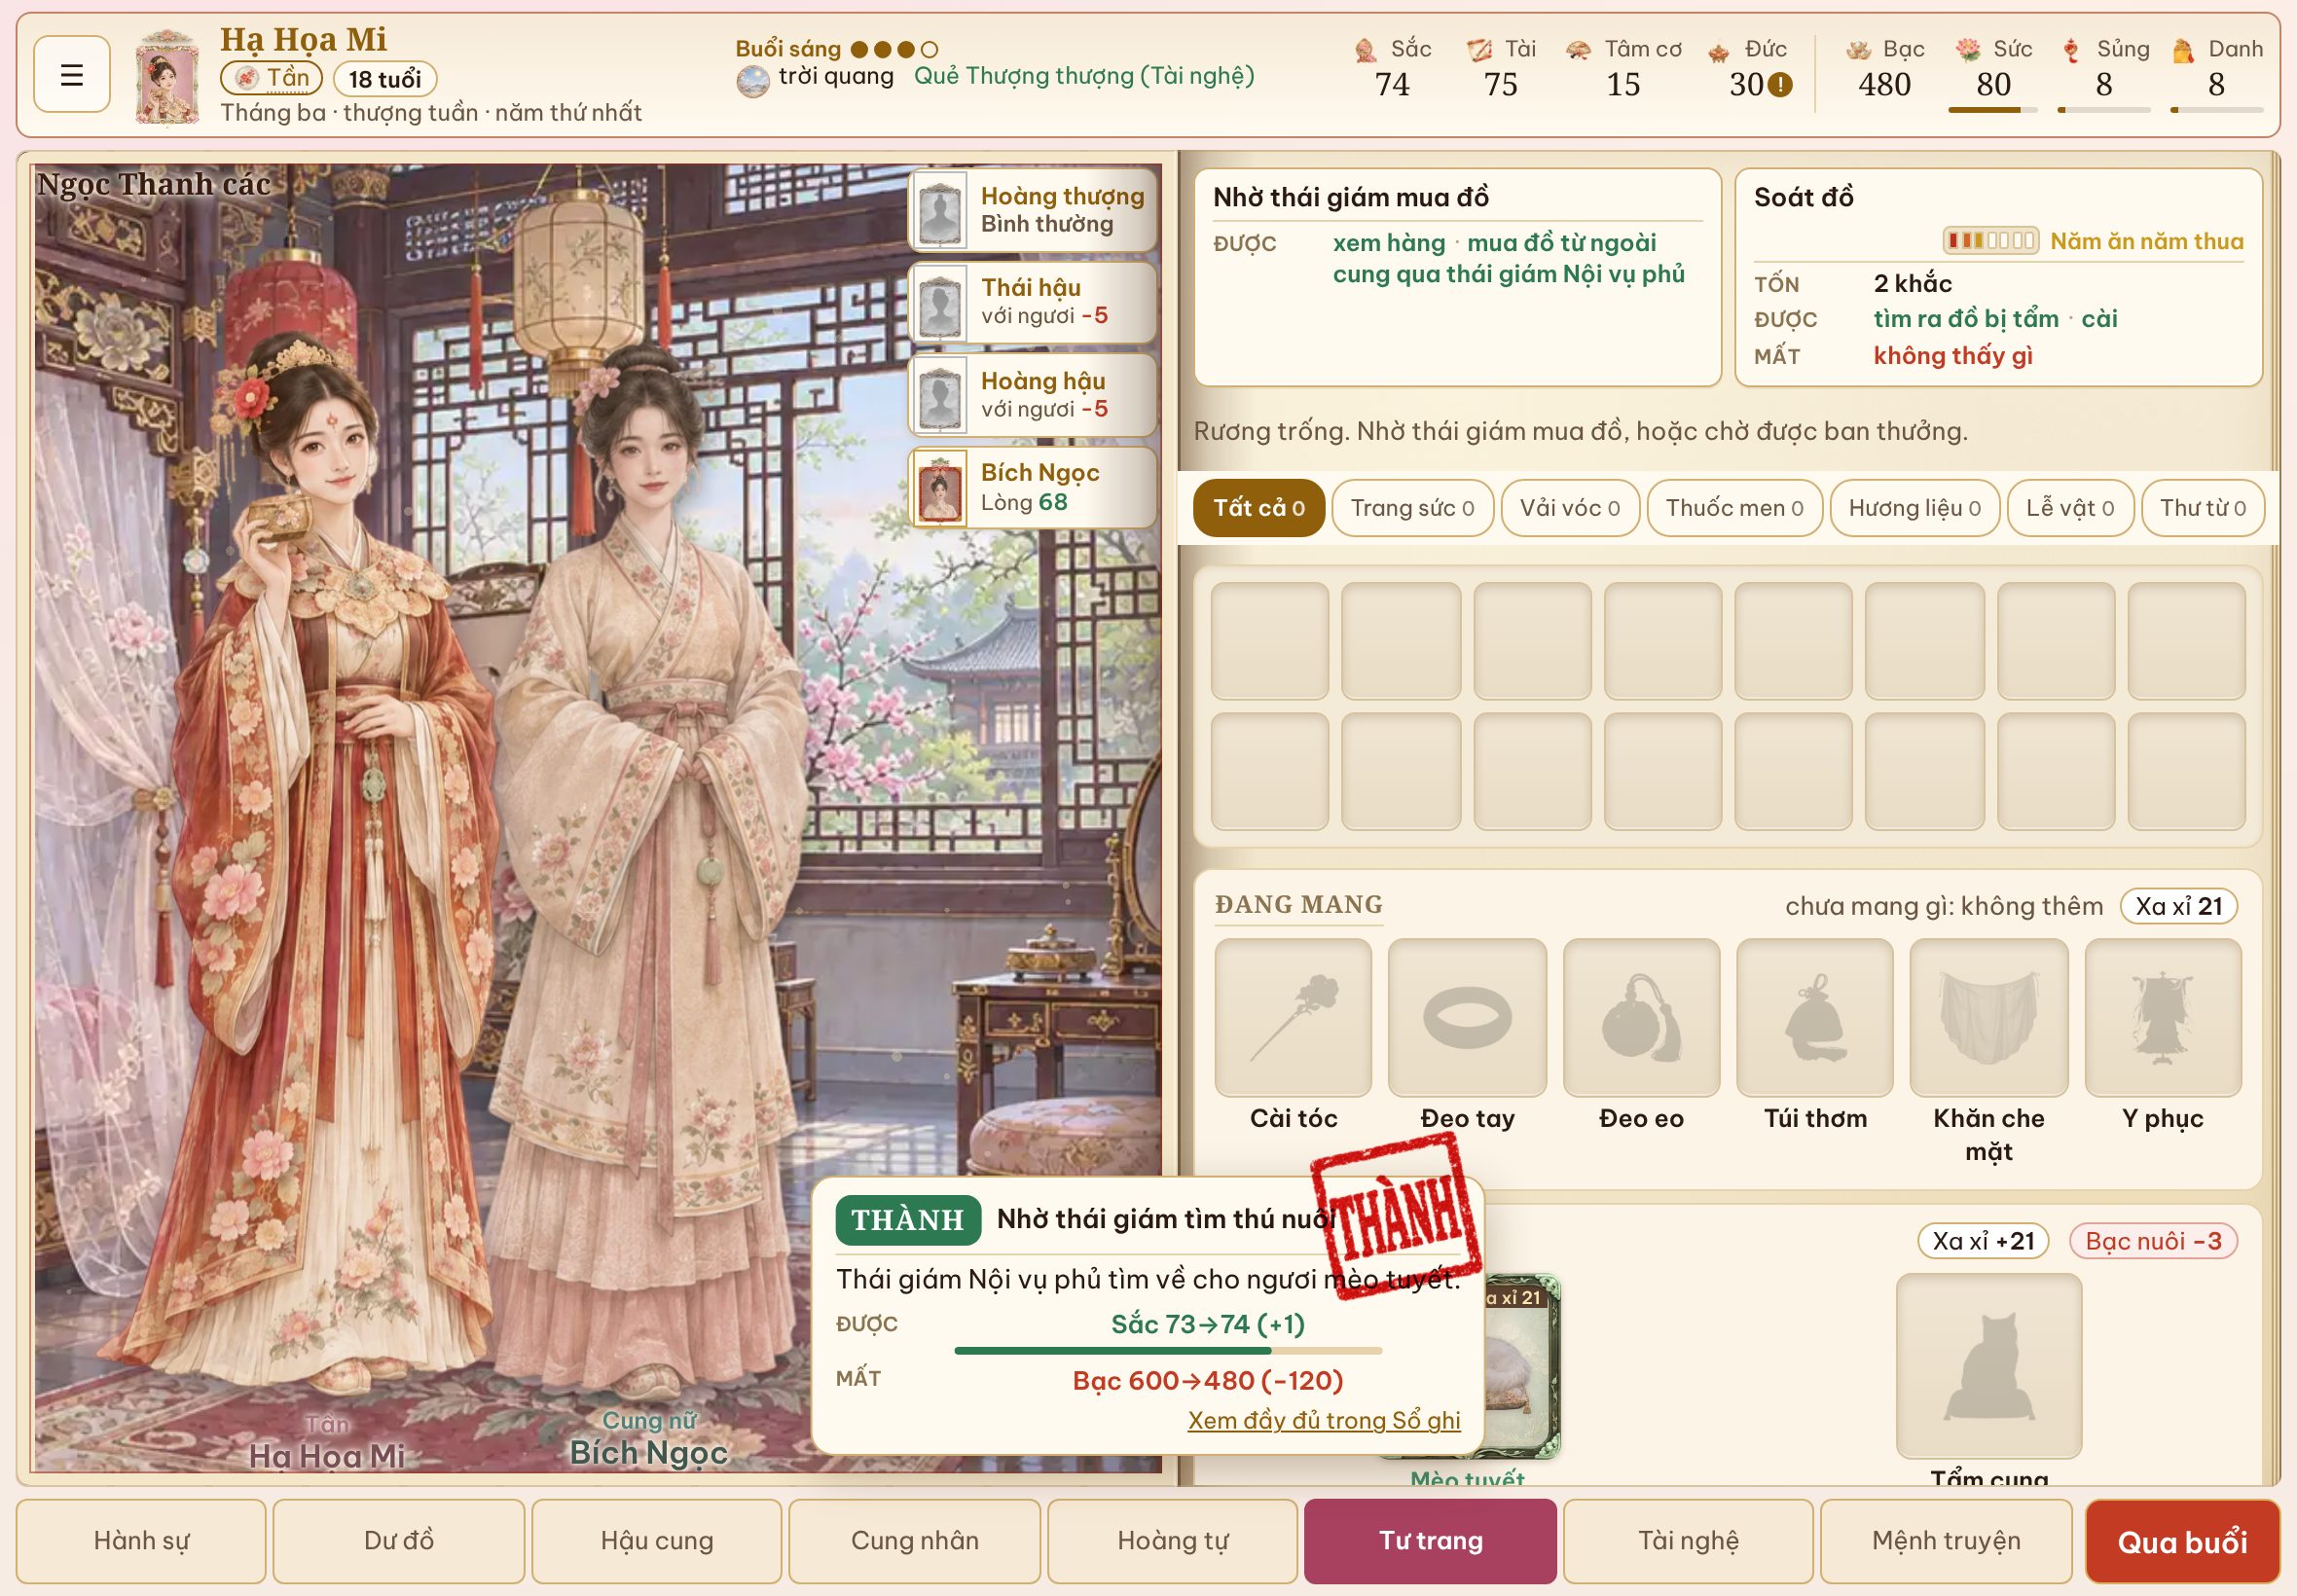 ☰
Hạ Họa Mi
Tần
18 tuổi
Tháng ba · thượng tuần · năm thứ nhất
Buổi sáng
trời quang Quẻ Thượng thượng (Tài nghệ)
Sắc
74
Tài
75
Tâm cơ
15
Đức
30 !
Bạc
480
Sức
80
Sủng
8
Danh
8
Ngọc Thanh các
Hoàng thượng
Bình thường
Thái hậu
với ngươi -5
Hoàng hậu
với ngươi -5
Bích Ngọc
Lòng 68
Tần
Hạ Họa Mi
Cung nữ
Bích Ngọc
Nhờ thái giám mua đồ
ĐƯỢC xem hàng · mua đồ từ ngoài
cung qua thái giám Nội vụ phủ
Soát đồ
Năm ăn năm thua
TỐN 2 khắc
ĐƯỢC tìm ra đồ bị tẩm · cài
MẤT không thấy gì
Rương trống. Nhờ thái giám mua đồ, hoặc chờ được ban thưởng.
Tất cả 0
Trang sức 0
Vải vóc 0
Thuốc men 0
Hương liệu 0
Lễ vật 0
Thư từ 0
ĐANG MANG
chưa mang gì: không thêm
Xa xỉ 21
Cài tóc
Đeo tay
Đeo eo
Túi thơm
Khăn che
mặt
Y phục
Xa xỉ +21
Bạc nuôi -3
a xỉ 21
Mèo tuyết
Tẩm cung
THÀNH Nhờ thái giám tìm thú nuôi
THÀNH
Thái giám Nội vụ phủ tìm về cho ngươi mèo tuyết.
ĐƯỢC Sắc 73→74 (+1)
MẤT Bạc 600→480 (-120)
Xem đầy đủ trong Sổ ghi
Hành sự
Dư đồ
Hậu cung
Cung nhân
Hoàng tự
Tư trang
Tài nghệ
Mệnh truyện
Qua buổi